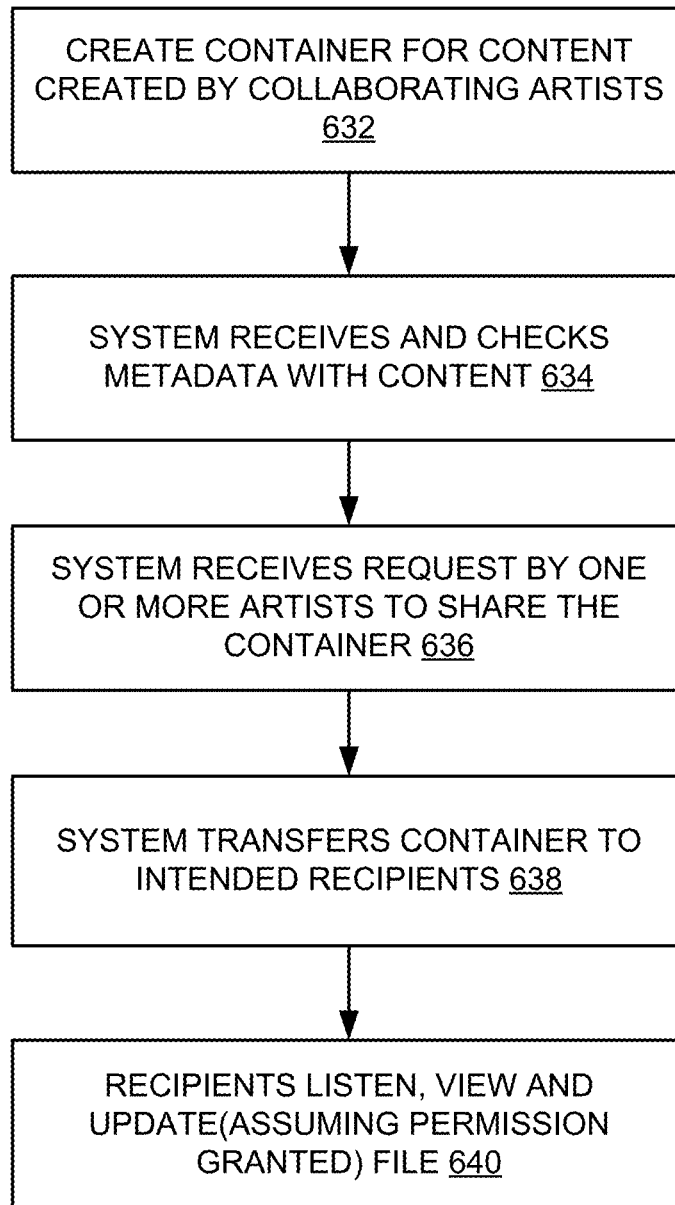 CREATE CONTAINER FOR CONTENT
CREATED BY COLLABORATING ARTISTS
632
SYSTEM RECEIVES AND CHECKS
METADATA WITH CONTENT 634
SYSTEM RECEIVES REQUEST BY ONE
OR MORE ARTISTS TO SHARE THE
CONTAINER 636
SYSTEM TRANSFERS CONTAINER TO
INTENDED RECIPIENTS 638
RECIPIENTS LISTEN, VIEW AND
UPDATE(ASSUMING PERMISSION
GRANTED) FILE 640